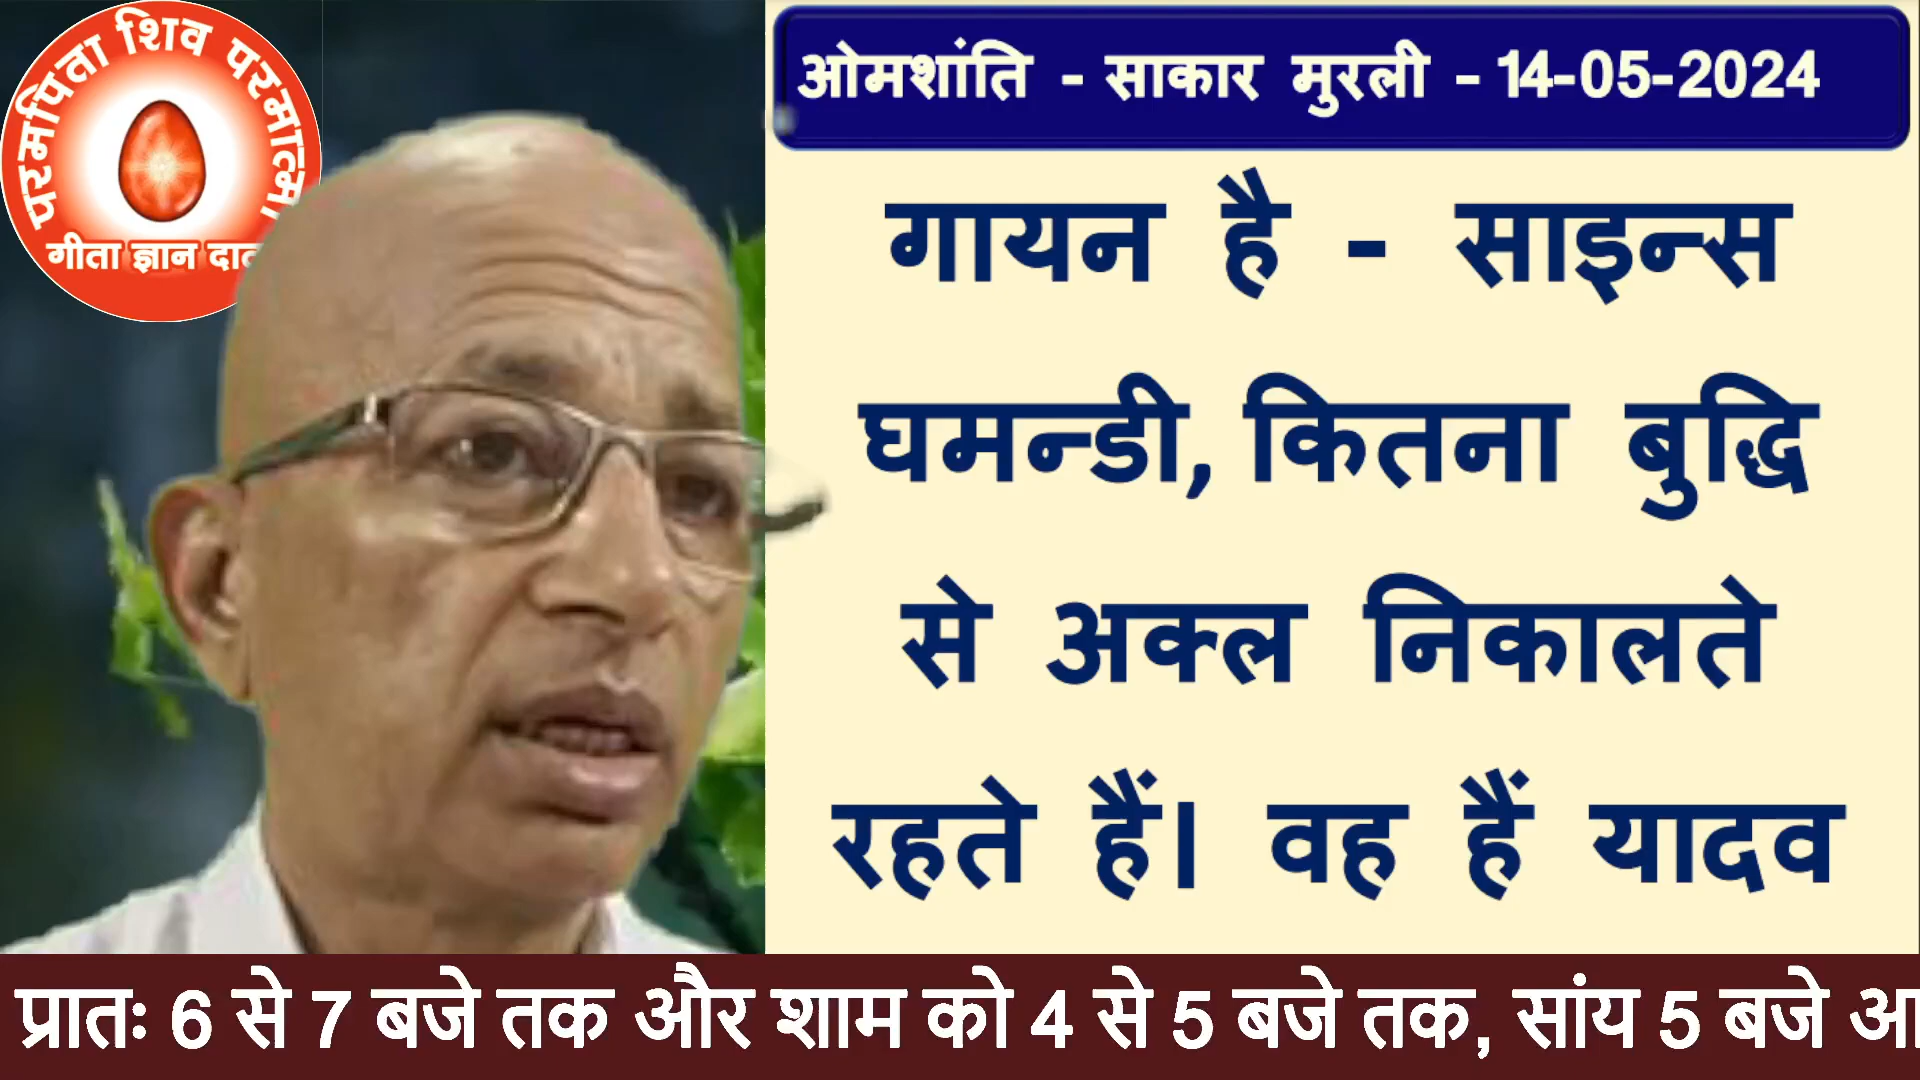 परमपिता शिव परमात्मा
गीता ज्ञान
ओमशांति - साकार मुरली - 14-05-2024
गायन है - साइन्स
घमन्डी, कितना बुद्धि
से अक्ल निकालते
रहते हैं। वह हैं यादव
प्रातः 6 से 7 बजे तक और शाम को 4 से 5 बजे तक, सांय 5 बजे